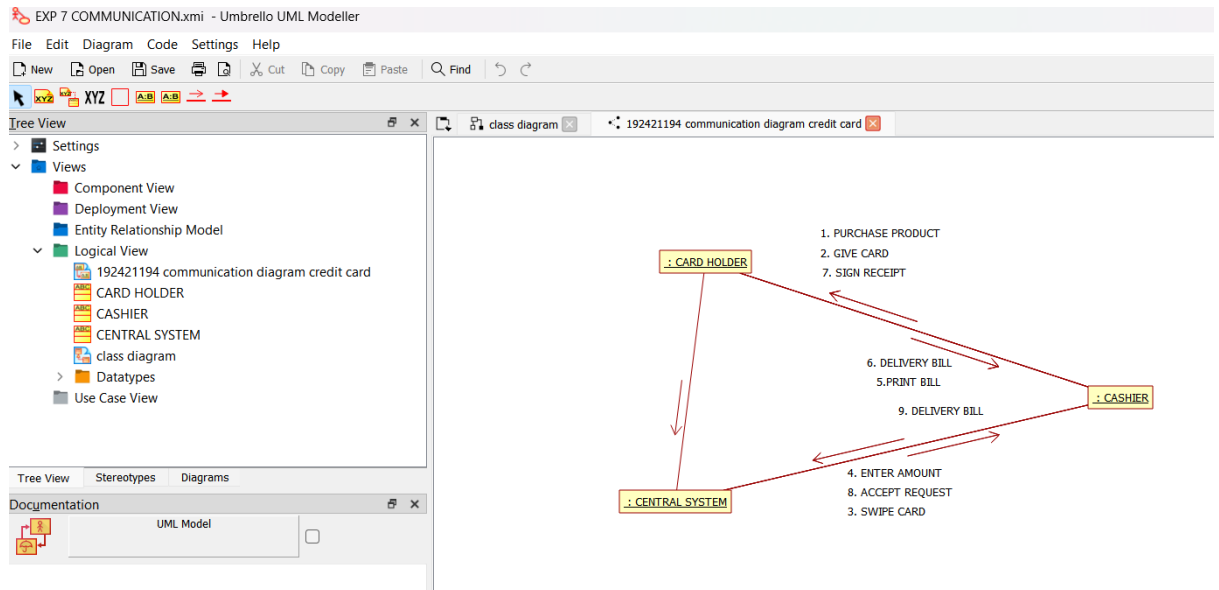 EXP 7 COMMUNICATION.xmi - Umbrello UML Modeller
File Edit Diagram Code Settings Help
New Open Save Cut Copy Paste Find
XYZ XYZ XYZ A:B A:B
Tree View
class diagram
192421194 communication diagram credit card
Settings
Views
Component View
Deployment View
Entity Relationship Model
Logical View
192421194 communication diagram credit card
ABC CARD HOLDER
ABC CASHIER
ABC CENTRAL SYSTEM
class diagram
Datatypes
Use Case View
Tree View Stereotypes Diagrams
Documentation
UML Model
1. PURCHASE PRODUCT
2. GIVE CARD
7. SIGN RECEIPT
: CARD HOLDER
6. DELIVERY BILL
5.PRINT BILL
: CASHIER
9. DELIVERY BILL
4. ENTER AMOUNT
8. ACCEPT REQUEST
3. SWIPE CARD
: CENTRAL SYSTEM